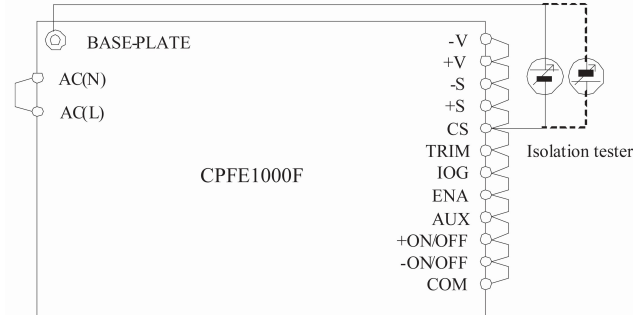 BASE-PLATE
AC(N)
AC(L)
CPFE1000F
-V
+V
-S
+S
CS
TRIM
IOG
ENA
AUX
+ON/OFF
-ON/OFF
COM
Isolation tester